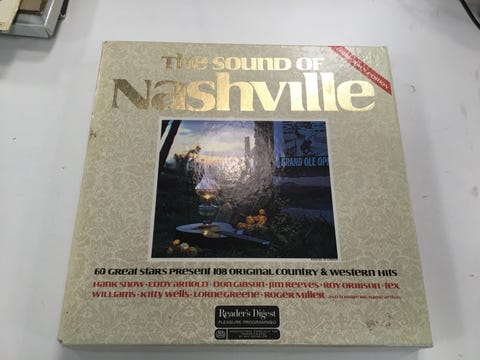 The SOUND OF
Nashville
EDITION
GRAND OLE OP
60 Great stars present 108 original country & western hits
Hank Snow · Eddy Arnold · Don Gibson · Jim Reeves · Roy Orbison · Tex
Williams · Kitty Wells · Lorne Greene · Roger Miller
Reader's Digest
PLEASURE PROGRAMMED